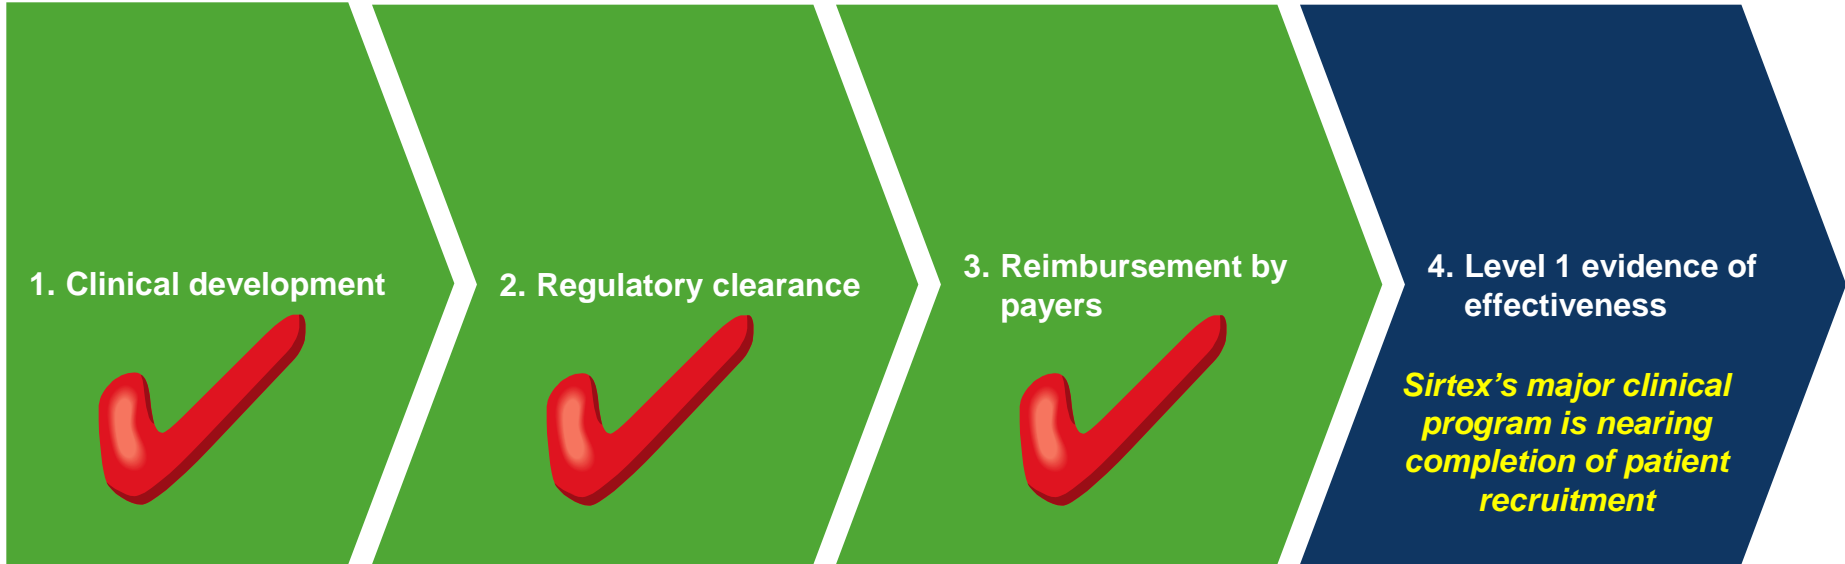 1. Clinical development
2. Regulatory clearance
3. Reimbursement by
payers
4. Level 1 evidence of
effectiveness
Sirtex’s major clinical
program is nearing
completion of patient
recruitment